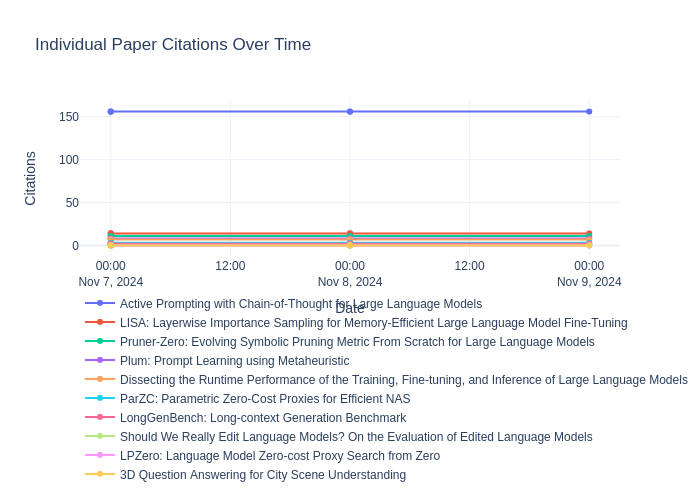 Individual Paper Citations Over Time
Citations
150
100
50
0
00:00 12:00 00:00 12:00 00:00
Nov 7, 2024 Nov 8, 2024 Nov 9, 2024
Date
Active Prompting with Chain-of-Thought for Large Language Models
LISA: Layerwise Importance Sampling for Memory-Efficient Large Language Model Fine-Tuning
Pruner-Zero: Evolving Symbolic Pruning Metric From Scratch for Large Language Models
Plum: Prompt Learning using Metaheuristic
Dissecting the Runtime Performance of the Training, Fine-tuning, and Inference of Large Language Models
ParZC: Parametric Zero-Cost Proxies for Efficient NAS
LongGenBench: Long-context Generation Benchmark
Should We Really Edit Language Models? On the Evaluation of Edited Language Models
LPZero: Language Model Zero-cost Proxy Search from Zero
3D Question Answering for City Scene Understanding